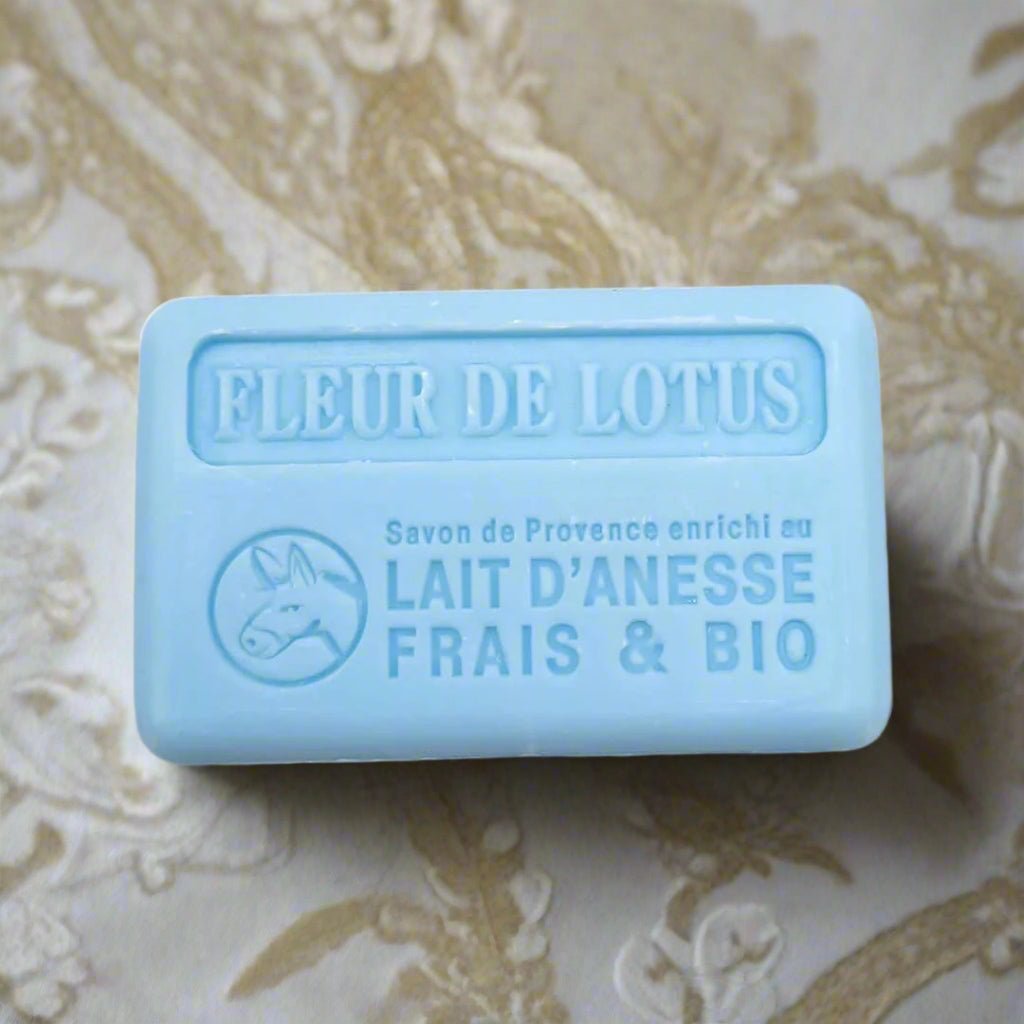 FLEUR DE LOTUS
Savon de Provence enrichi au
LAIT D'ANESSE
FRAIS & BIO